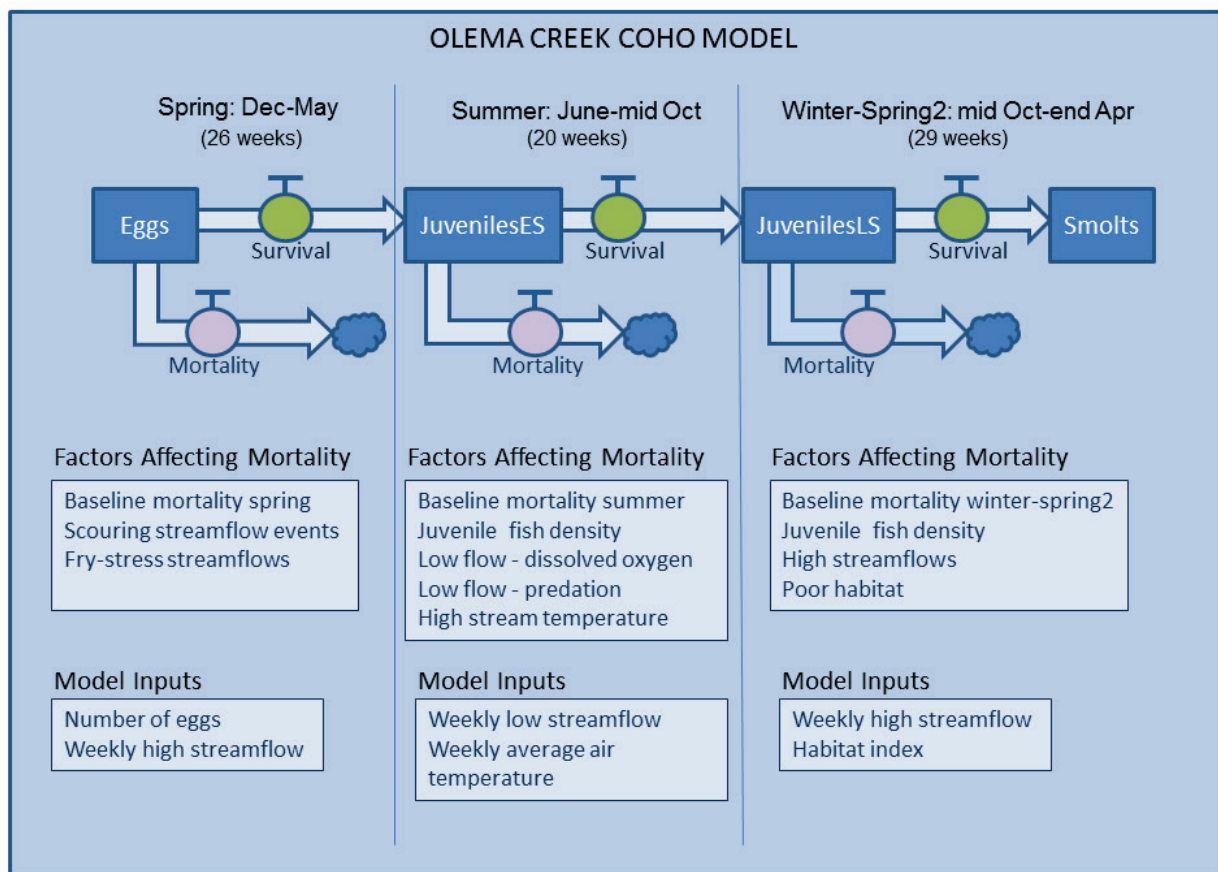 OLEMA CREEK COHO MODEL
Spring: Dec-May
(26 weeks)
Summer: June-mid Oct
(20 weeks)
Winter-Spring2: mid Oct-end Apr
(29 weeks)
Eggs
Survival
Mortality
JuvenilesES
Survival
Mortality
JuvenilesLS
Survival
Mortality
Smolts
Factors Affecting Mortality
Baseline mortality spring
Scouring streamflow events
Fry-stress streamflows
Factors Affecting Mortality
Baseline mortality summer
Juvenile fish density
Low flow - dissolved oxygen
Low flow - predation
High stream temperature
Factors Affecting Mortality
Baseline mortality winter-spring2
Juvenile fish density
High streamflows
Poor habitat
Model Inputs
Number of eggs
Weekly high streamflow
Model Inputs
Weekly low streamflow
Weekly average air
temperature
Model Inputs
Weekly high streamflow
Habitat index